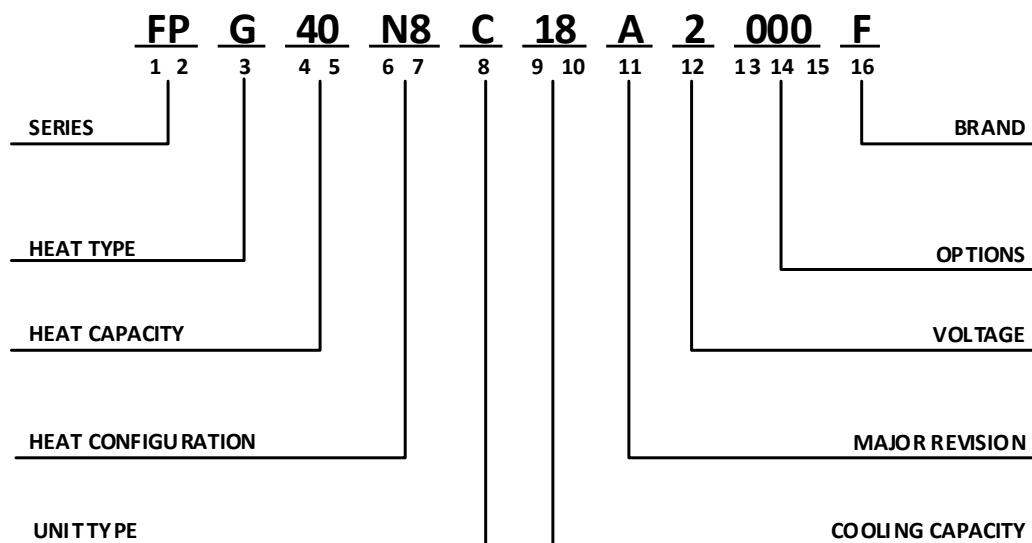 FP G 40 N8 C 18 A 2 000 F
1 2 3 4 5 6 7 8 9 10 11 12 13 14 15 16
SERIES BRAND
HEAT TYPE OPTIONS
HEAT CAPACITY VOLTAGE
HEAT CONFIGURATION MAJOR REVISION
UNIT TYPE COOLING CAPACITY